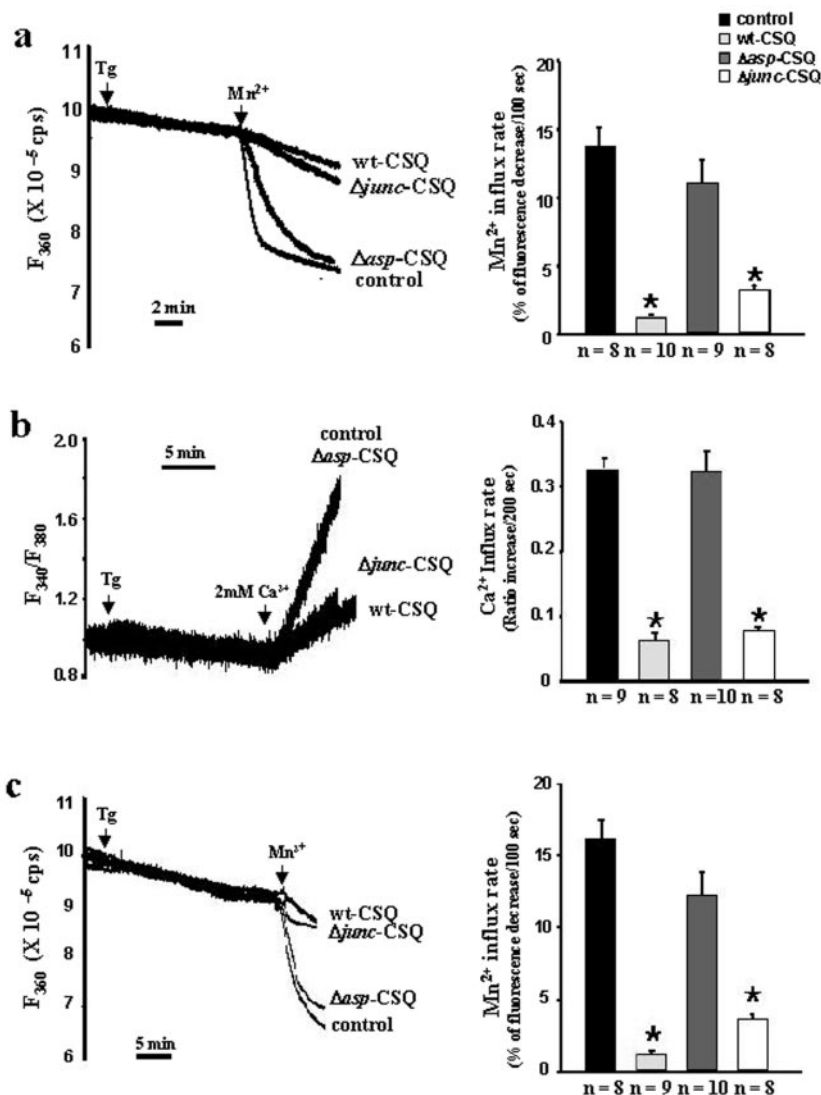 control
wt-CSQ
Δasp-CSQ
Δjunc-CSQ
a
11
10
9
8
7
6
F360 (X 10 −5 cps)
Tg
Mn2+
wt-CSQ
Δjunc-CSQ
Δasp-CSQ
control
2 min
20
15
10
5
0
Mn2+ influx rate
(% of fluorescence decrease/100 sec)
*
*
n = 8 n = 10 n = 9 n = 8
b
2.0
1.6
1.2
1.0
0.8
F340/F380
5 min
control
Δasp-CSQ
Δjunc-CSQ
wt-CSQ
Tg
2mM Ca2+
0.4
0.3
0.2
0.1
0
Ca2+ Influx rate
(Ratio increase/200 sec)
*
*
n = 9 n = 8 n =10 n = 8
c
11
10
9
8
7
6
F360 (X 10 −5 cps)
Tg
Mn2+
wt-CSQ
Δjunc-CSQ
Δasp-CSQ
control
5 min
20
15
10
5
0
Mn2+ influx rate
(% of fluorescence decrease/100 sec)
*
*
n = 8 n = 9 n = 10 n = 8